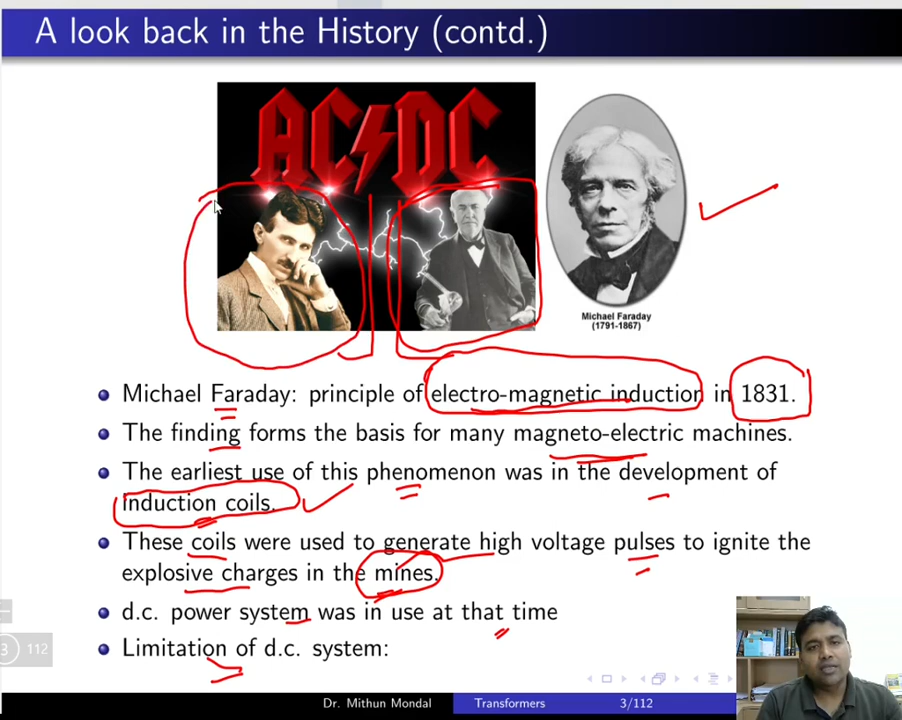 A look back in the History (contd.)
AC DC
Michael Faraday
(1791-1867)
Michael Faraday: principle of electro-magnetic induction in 1831.
The finding forms the basis for many magneto-electric machines.
The earliest use of this phenomenon was in the development of
induction coils.
These coils were used to generate high voltage pulses to ignite the
explosive charges in the mines.
d.c. power system was in use at that time
Limitation of d.c. system:
3 112
Dr. Mithun Mondal Transformers 3/112